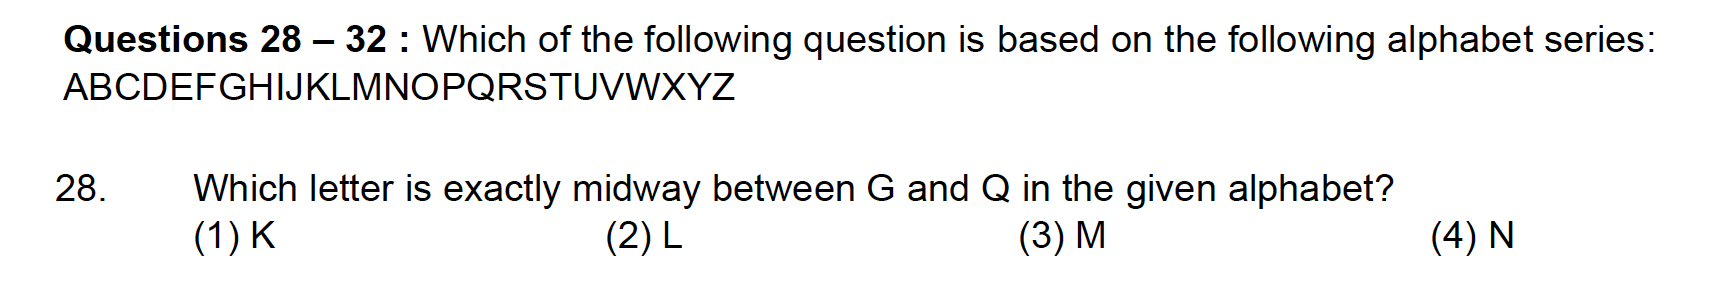 Questions 28 – 32 : Which of the following question is based on the following alphabet series:
ABCDEFGHIJKLMNOPQRSTUVWXYZ
28. Which letter is exactly midway between G and Q in the given alphabet?
(1) K (2) L (3) M (4) N